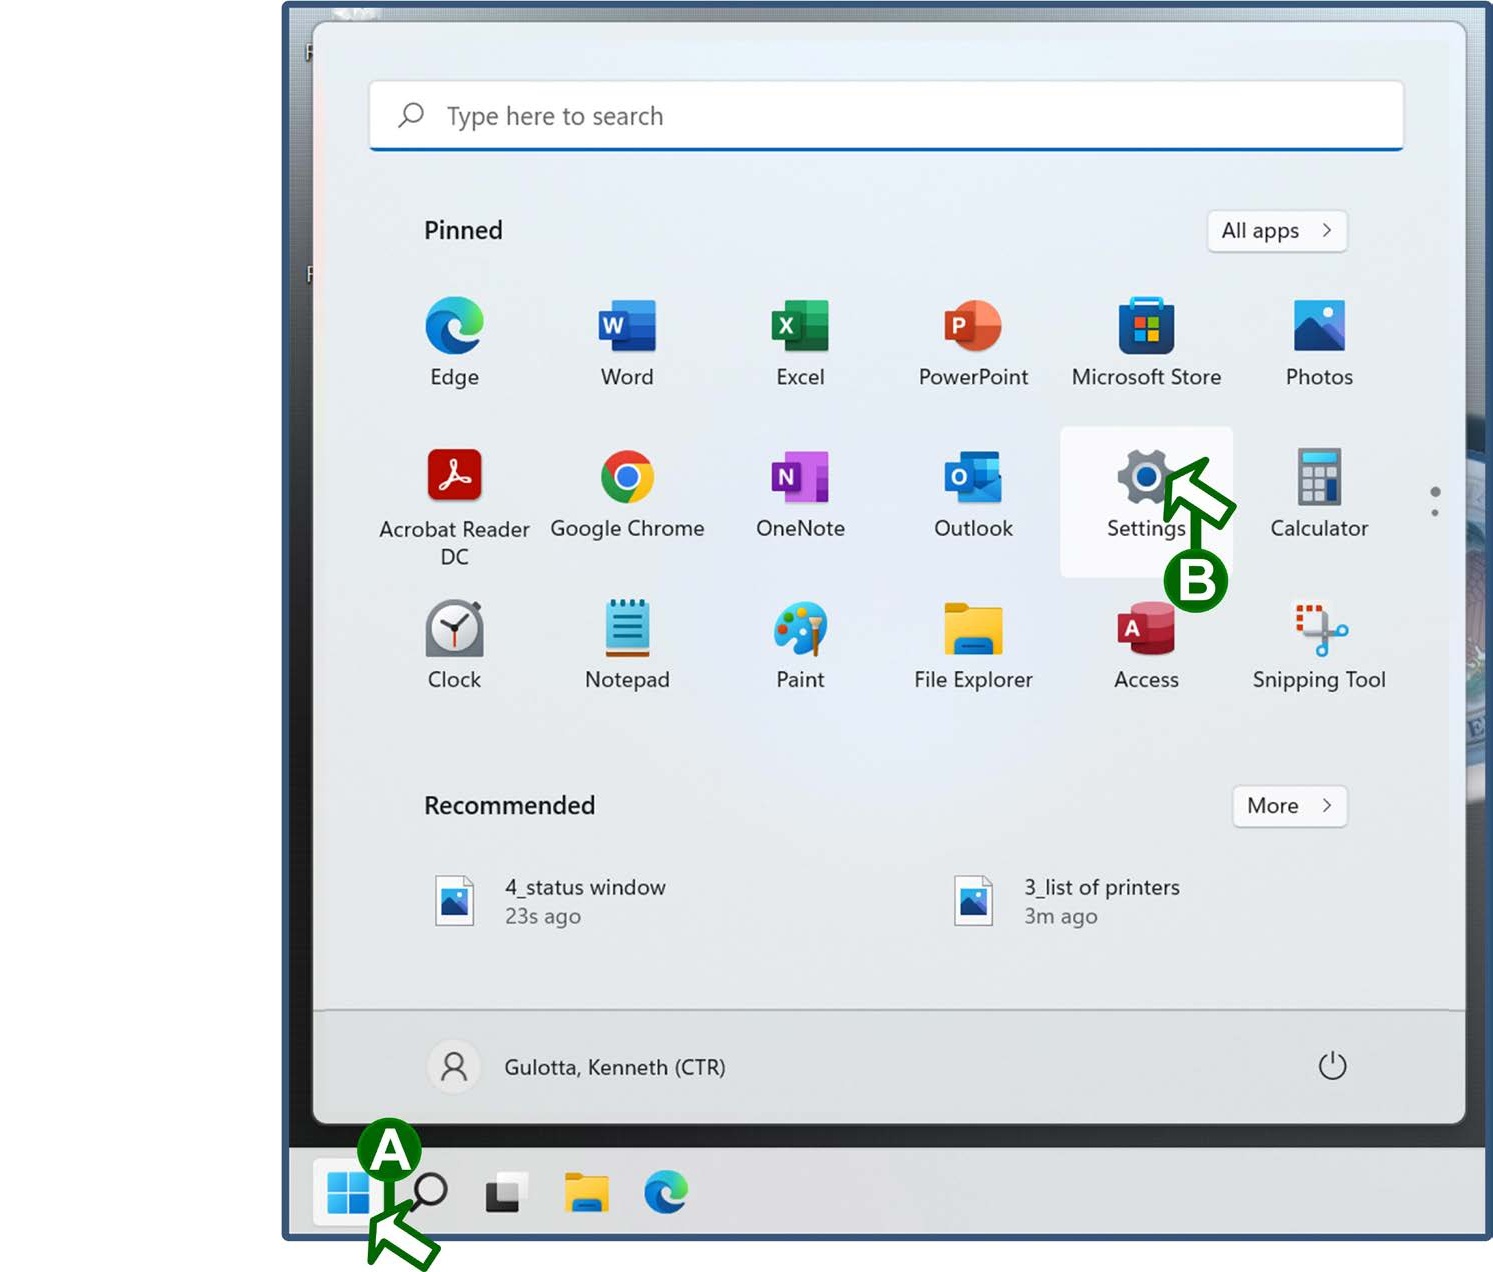 Type here to search
Pinned
All apps
Edge
Word
Excel
PowerPoint
Microsoft Store
Photos
Acrobat Reader DC
Google Chrome
OneNote
Outlook
Settings
Calculator
B
Clock
Notepad
Paint
File Explorer
Access
Snipping Tool
Recommended
More
4_status window
23s ago
3_list of printers
3m ago
Gulotta, Kenneth (CTR)
A